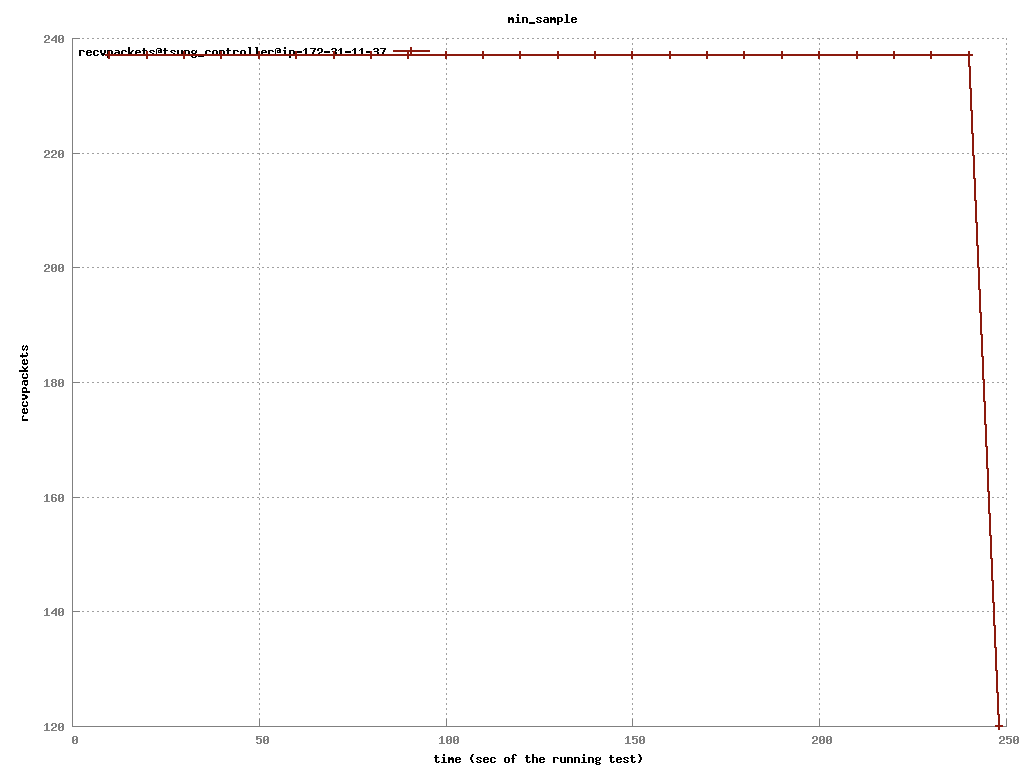 min_sample
240
recvpackets@tsung_controller@ip-172-31-11-37
220
200
180
160
140
120
recvpackets
0 50 100 150 200 250
time (sec of the running test)